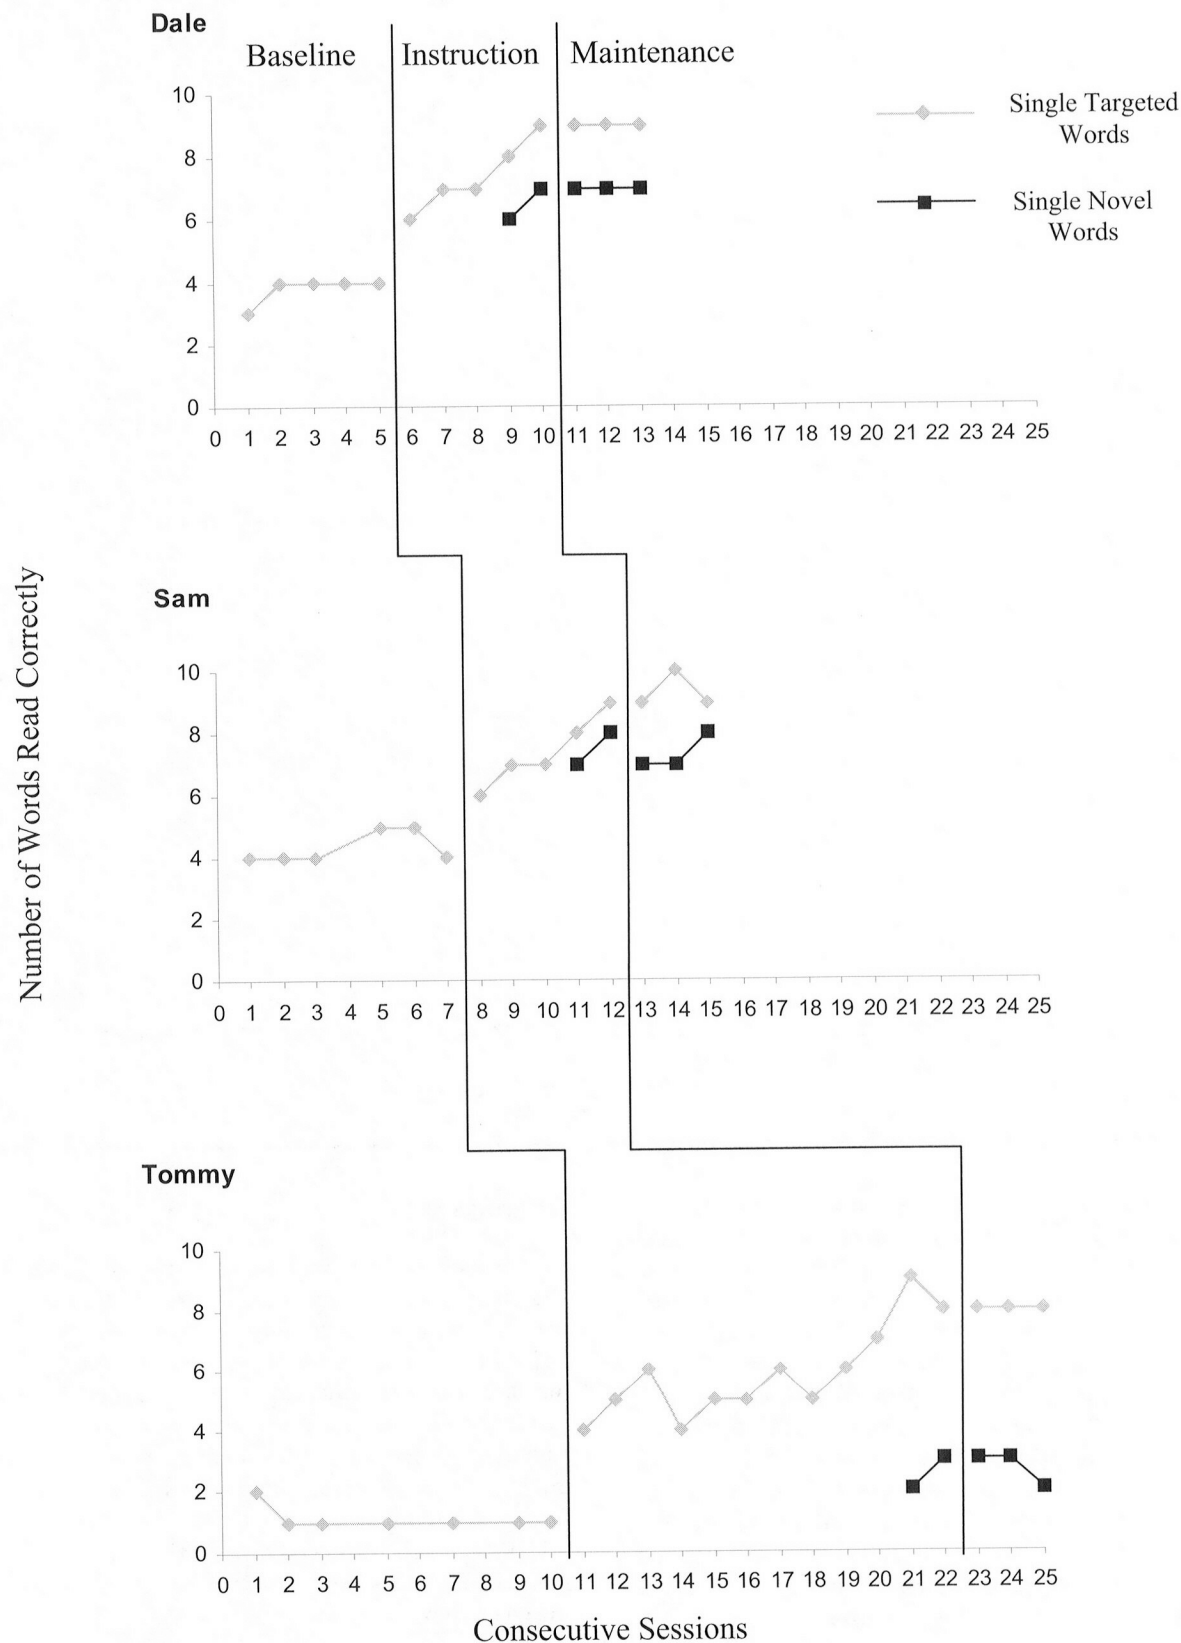 Dale
Baseline Instruction Maintenance
Single Targeted
Words
Single Novel
Words
10
8
6
4
2
0
0 1 2 3 4 5 6 7 8 9 10 11 12 13 14 15 16 17 18 19 20 21 22 23 24 25
Number of Words Read Correctly
Sam
10
8
6
4
2
0
0 1 2 3 4 5 6 7 8 9 10 11 12 13 14 15 16 17 18 19 20 21 22 23 24 25
Tommy
10
8
6
4
2
0
0 1 2 3 4 5 6 7 8 9 10 11 12 13 14 15 16 17 18 19 20 21 22 23 24 25
Consecutive Sessions